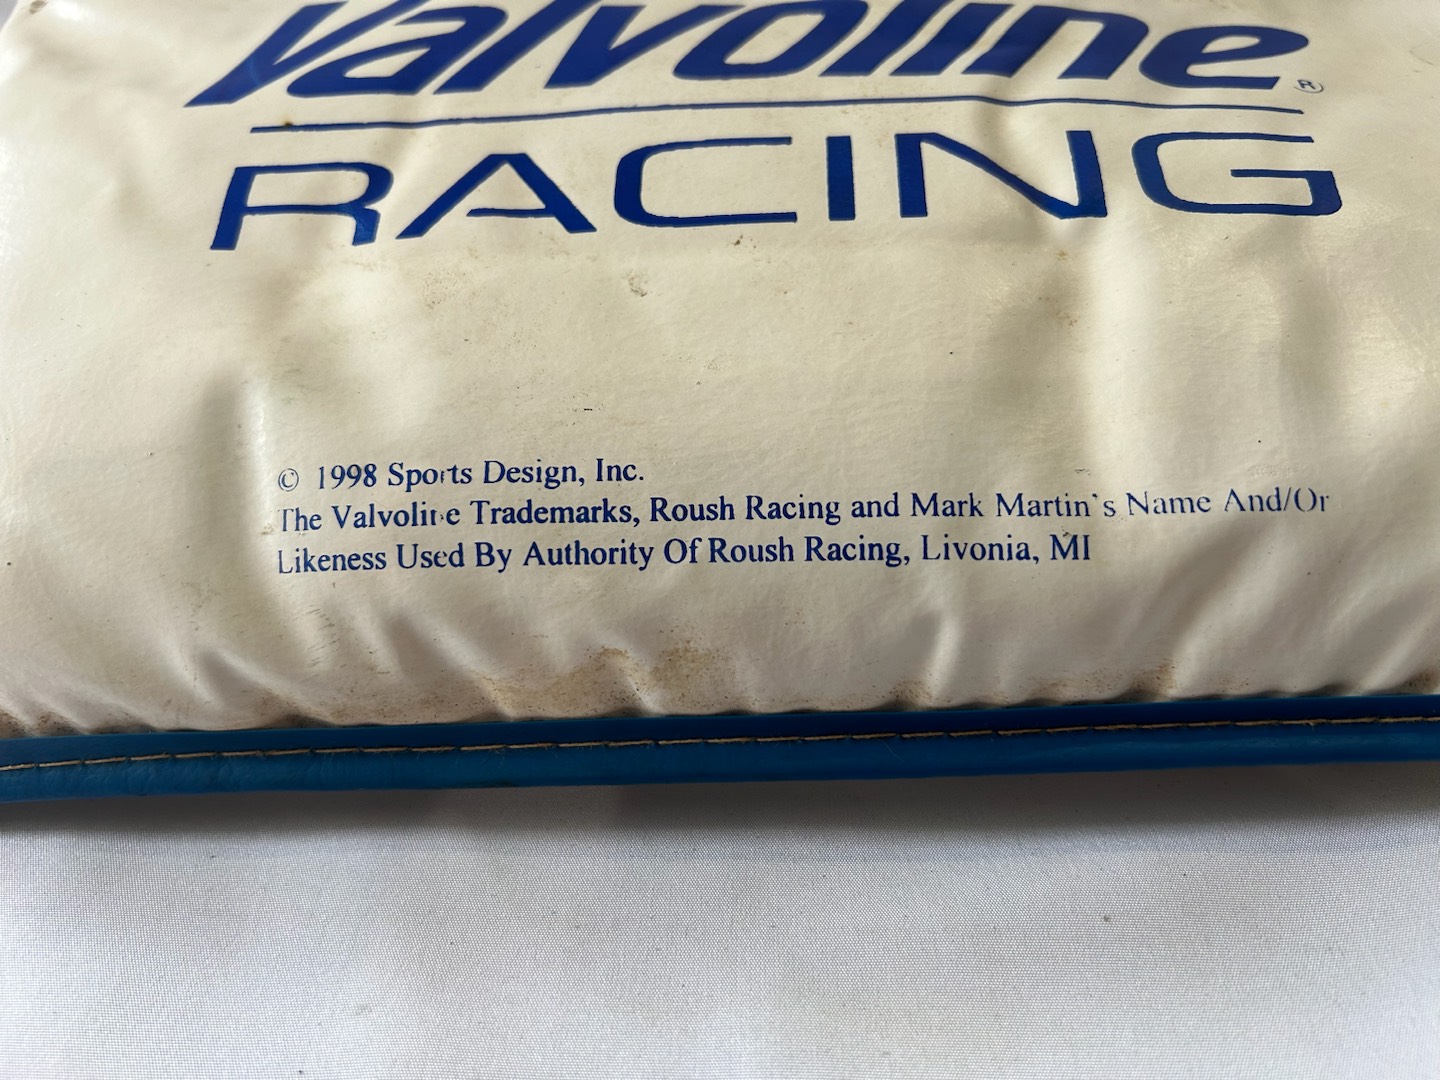 Valvoline®
RACING
© 1998 Sports Design, Inc.
The Valvoline Trademarks, Roush Racing and Mark Martin's Name And/Or
Likeness Used By Authority Of Roush Racing, Livonia, MI